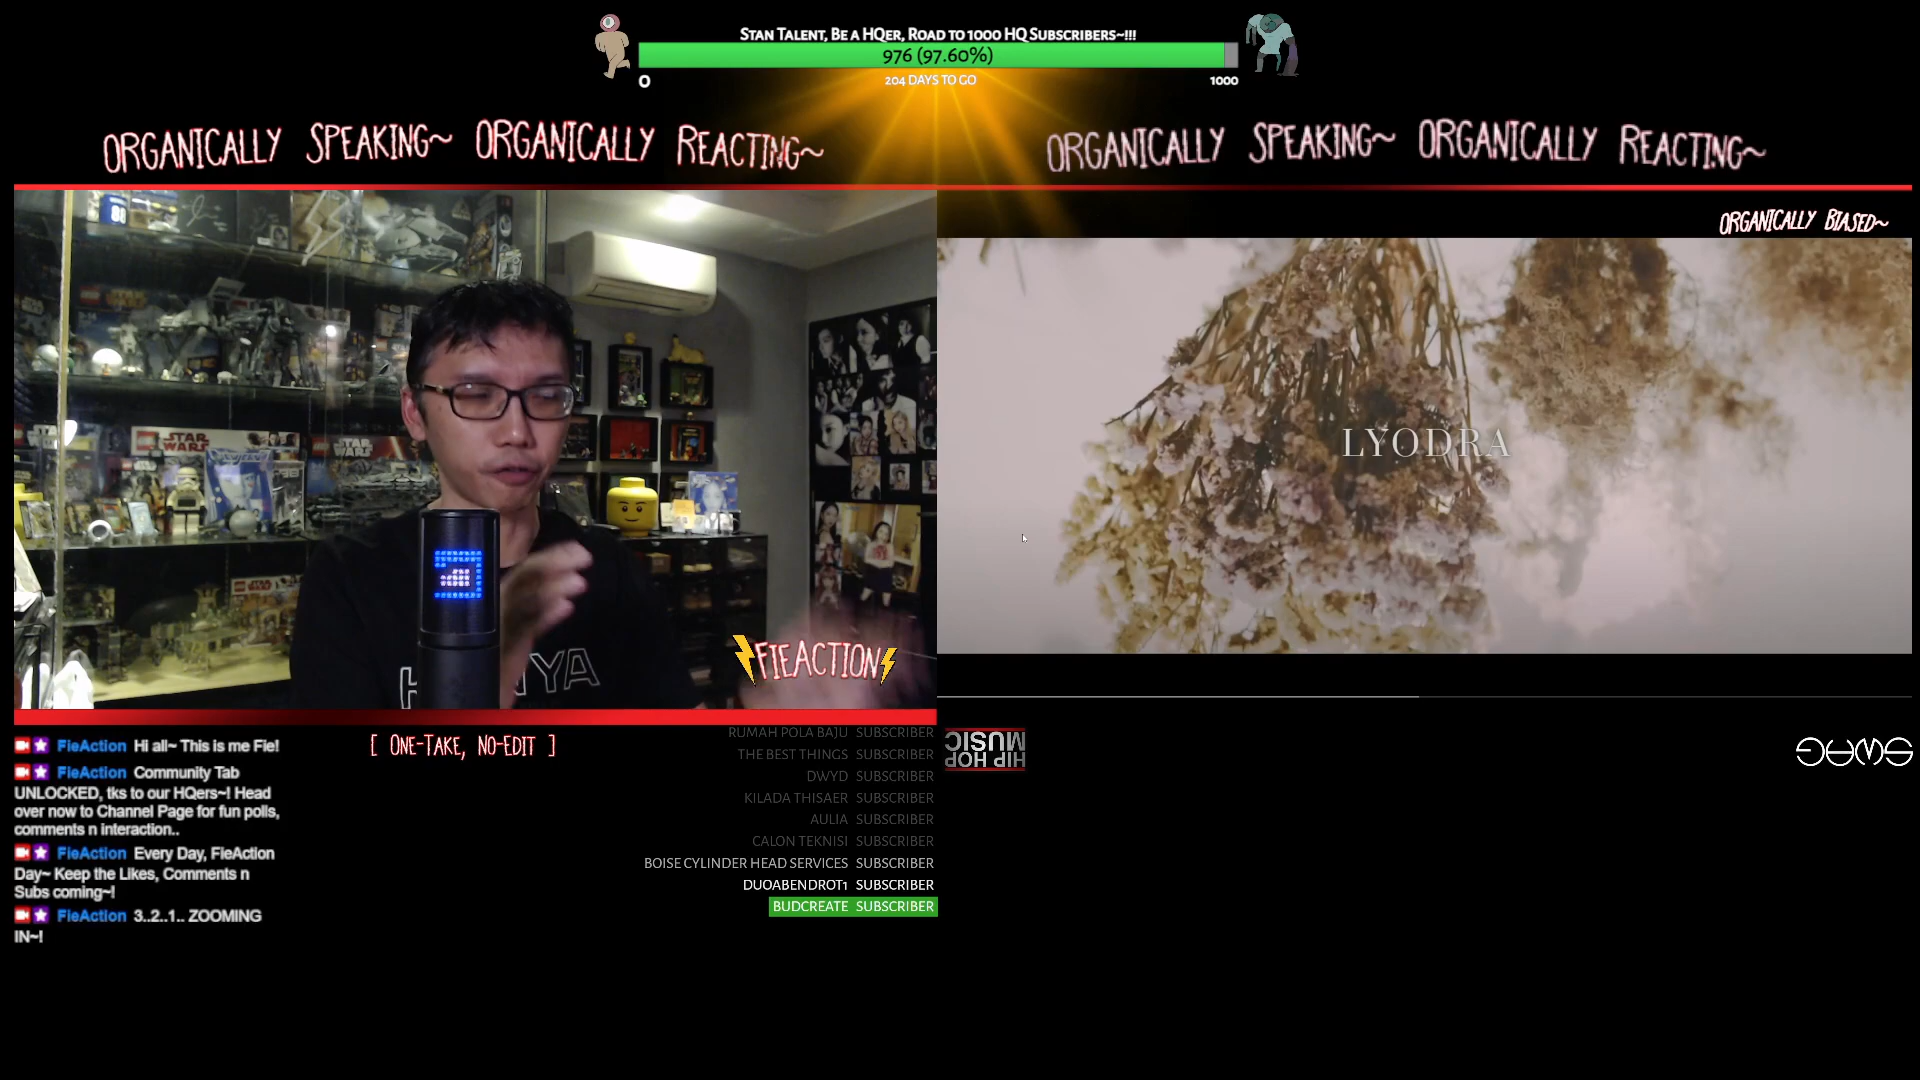 Stan Talent, Be a HQer, Road to 1000 HQ Subscribers~!!!
976 (97.60%)
0
204 DAYS TO GO
1000
ORGANICALLY SPEAKING~ ORGANICALLY REACTING~
ORGANICALLY SPEAKING~ ORGANICALLY REACTING~
ORGANICALLY BIASED~
LYODRA
STAR WARS
FIEACTION
[ ONE-TAKE, NO-EDIT ]
FieAction Hi all~ This is me Fie!
FieAction Community Tab
UNLOCKED, tks to our HQers~! Head
over now to Channel Page for fun polls,
comments n interaction..
FieAction Every Day, FieAction
Day~ Keep the Likes, Comments n
Subs coming~!
FieAction 3..2..1.. ZOOMING
IN~!
RUMAH POLA BAJU SUBSCRIBER
THE BEST THINGS SUBSCRIBER
DWYD SUBSCRIBER
KILADA THISAER SUBSCRIBER
AULIA SUBSCRIBER
CALON TEKNISI SUBSCRIBER
BOISE CYLINDER HEAD SERVICES SUBSCRIBER
DUOABENDROT1 SUBSCRIBER
BUDCREATE SUBSCRIBER
HIP HOP
MUSIC